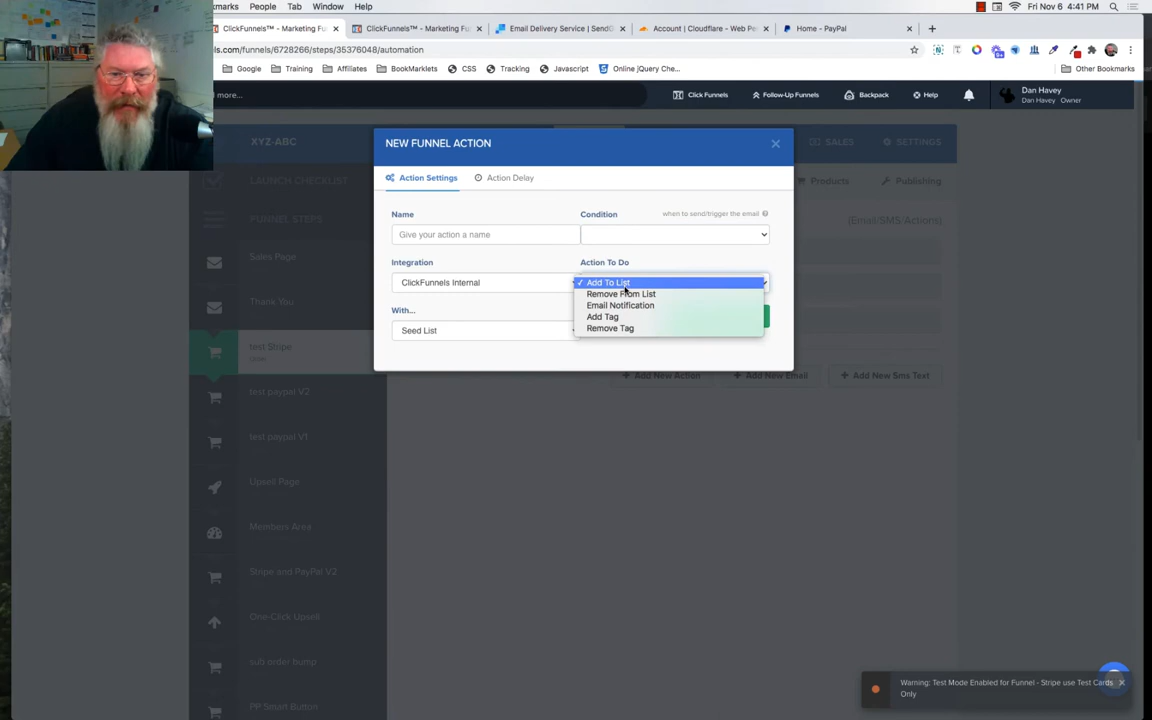 kmarks People Tab Window Help
Fri Nov 6 4:41 PM
ClickFunnels™ - Marketing Fu
ClickFunnels™ - Marketing Fu
Email Delivery Service | SendG
Account | Cloudflare - Web Pe
Home - PayPal
ls.com/funnels/6728266/steps/35376048/automation
Google Training Affiliates BookMarklets CSS Tracking Javascript Online jQuery Che... Other Bookmarks
more...
Click Funnels Follow-Up Funnels Backpack Help
Dan Havey
Dan Havey Owner
XYZ-ABC
SALES SETTINGS
LAUNCH CHECKLIST
Products Publishing
FUNNEL STEPS
(Email/SMS Actions)
Sales Page
Thank You
test Stripe
test paypal V2
test paypal V1
Upsell Page
Members Area
Stripe and PayPal V2
One Click Upsell
sub order bump
PP Smart Button
NEW FUNNEL ACTION
Action Settings Action Delay
Name
Give your action a name
Condition when to send/trigger the email
Integration
ClickFunnels Internal
Action To Do
✓ Add To List
Remove From List
Email Notification
Add Tag
Remove Tag
With...
Seed List
+ Add New Action + Add New Email + Add New Sms Text
Warning: Test Mode Enabled for Funnel - Stripe use Test Cards
Only